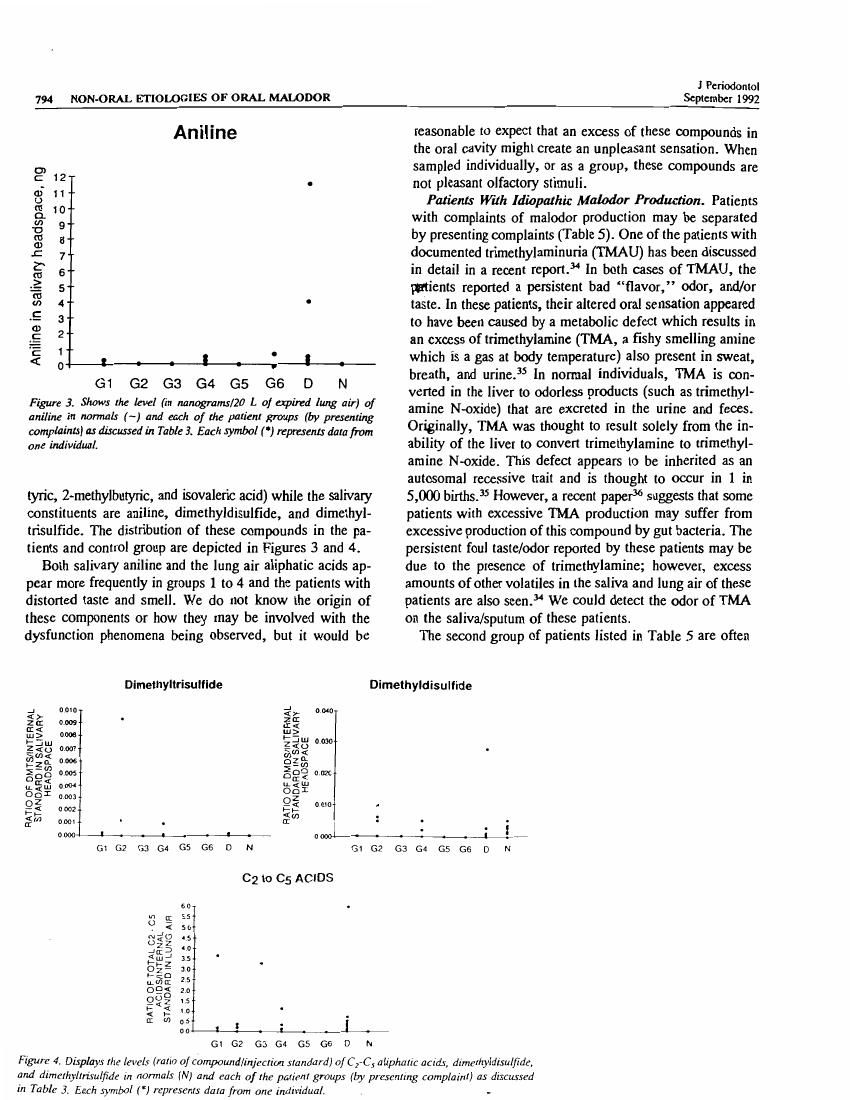 J Periodontol
794 NON-ORAL ETIOLOGIES OF ORAL MALODOR September 1992
Aniline
Aniline in salivary headspace, ng
12
11
10
9
8
7
6
5
4
3
2
1
0
G1 G2 G3 G4 G5 G6 D N
Figure 3. Shows the level (in nanograms/20 L of expired lung air) of
aniline in normals (~) and each of the patient groups (by presenting
complaints) as discussed in Table 3. Each symbol (*) represents data from
one individual.
tyric, 2-methylbutyric, and isovaleric acid) while the salivary
constituents are aniline, dimethyldisulfide, and dimethyl-
trisulfide. The distribution of these compounds in the pa-
tients and control group are depicted in Figures 3 and 4.
Both salivary aniline and the lung air aliphatic acids ap-
pear more frequently in groups 1 to 4 and the patients with
distorted taste and smell. We do not know the origin of
these components or how they may be involved with the
dysfunction phenomena being observed, but it would be
reasonable to expect that an excess of these compounds in
the oral cavity might create an unpleasant sensation. When
sampled individually, or as a group, these compounds are
not pleasant olfactory stimuli.
Patients With Idiopathic Malodor Production. Patients
with complaints of malodor production may be separated
by presenting complaints (Table 5). One of the patients with
documented trimethylaminuria (TMAU) has been discussed
in detail in a recent report.³⁴ In both cases of TMAU, the
patients reported a persistent bad "flavor," odor, and/or
taste. In these patients, their altered oral sensation appeared
to have been caused by a metabolic defect which results in
an excess of trimethylamine (TMA, a fishy smelling amine
which is a gas at body temperature) also present in sweat,
breath, and urine.³⁵ In normal individuals, TMA is con-
verted in the liver to odorless products (such as trimethyl-
amine N-oxide) that are excreted in the urine and feces.
Originally, TMA was thought to result solely from the in-
ability of the liver to convert trimethylamine to trimethyl-
amine N-oxide. This defect appears to be inherited as an
autosomal recessive trait and is thought to occur in 1 in
5,000 births.³⁵ However, a recent paper³⁶ suggests that some
patients with excessive TMA production may suffer from
excessive production of this compound by gut bacteria. The
persistent foul taste/odor reported by these patients may be
due to the presence of trimethylamine; however, excess
amounts of other volatiles in the saliva and lung air of these
patients are also seen.³⁴ We could detect the odor of TMA
on the saliva/sputum of these patients.
The second group of patients listed in Table 5 are often
Dimethyltrisulfide
RATIO OF DMTS/INTERNAL
STANDARD IN SALIVARY
HEADSPACE
0.010
0.009
0.008
0.007
0.006
0.005
0.004
0.003
0.002
0.001
0.000
G1 G2 G3 G4 G5 G6 D N
Dimethyldisulfide
RATIO OF DMDS/INTERNAL
STANDARD IN SALIVARY
HEADSPACE
0.040
0.030
0.020
0.010
0.000
G1 G2 G3 G4 G5 G6 D N
C2 to C5 ACIDS
RATIO OF TOTAL C2 - C5
ACIDS/INTERNAL
STANDARD IN LUNG AIR
6.0
5.5
5.0
4.5
4.0
3.5
3.0
2.5
2.0
1.5
1.0
0.5
0.0
G1 G2 G3 G4 G5 G6 D N
Figure 4. Displays the levels (ratio of compound/injection standard) of C₂-C₅ aliphatic acids, dimethyldisulfide,
and dimethyltrisulfide in normals (N) and each of the patient groups (by presenting complaint) as discussed
in Table 3. Each symbol (*) represents data from one individual.